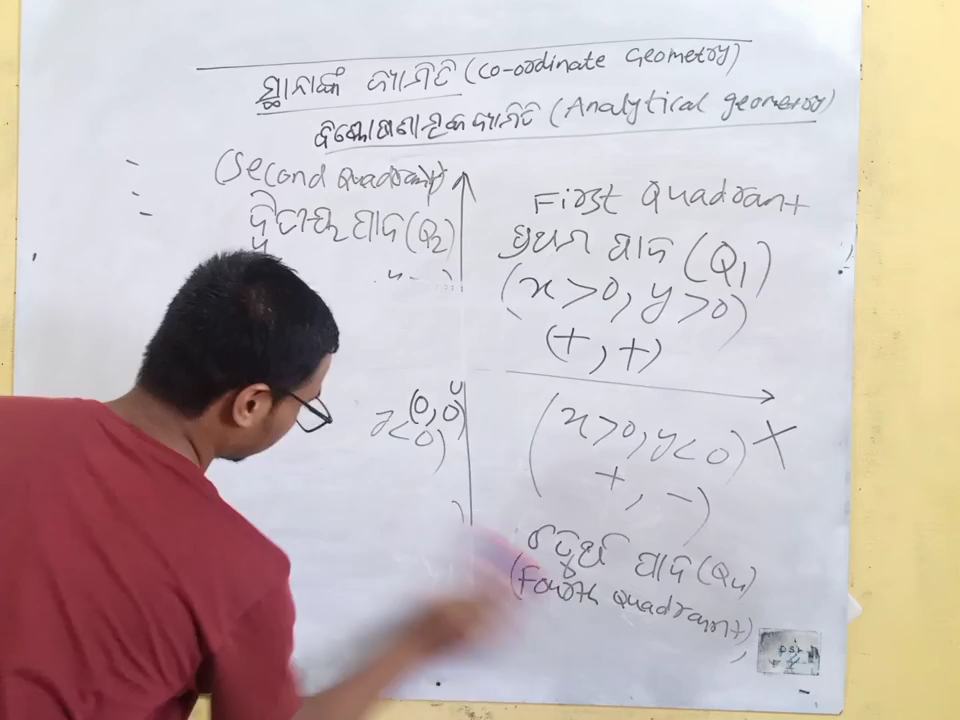 ସ୍ଥାନାଙ୍କ ଜ୍ୟାମିତି (Co-ordinate Geometry)
ବିଶ୍ଳେଷଣାତ୍ମକ ଜ୍ୟାମିତି (Analytical geometry)
(Second Quadrant)
ଦ୍ୱିତୀୟ ପାଦ (Q2)
First Quadrant
ପ୍ରଥମ ପାଦ (Q1)
(x>0, y>0)
(+, +)
(0, 0)
<0)
(x>0, y<0) X
+, -)
ଚତୁର୍ଥ ପାଦ (Q4)
(Fourth Quadrant)